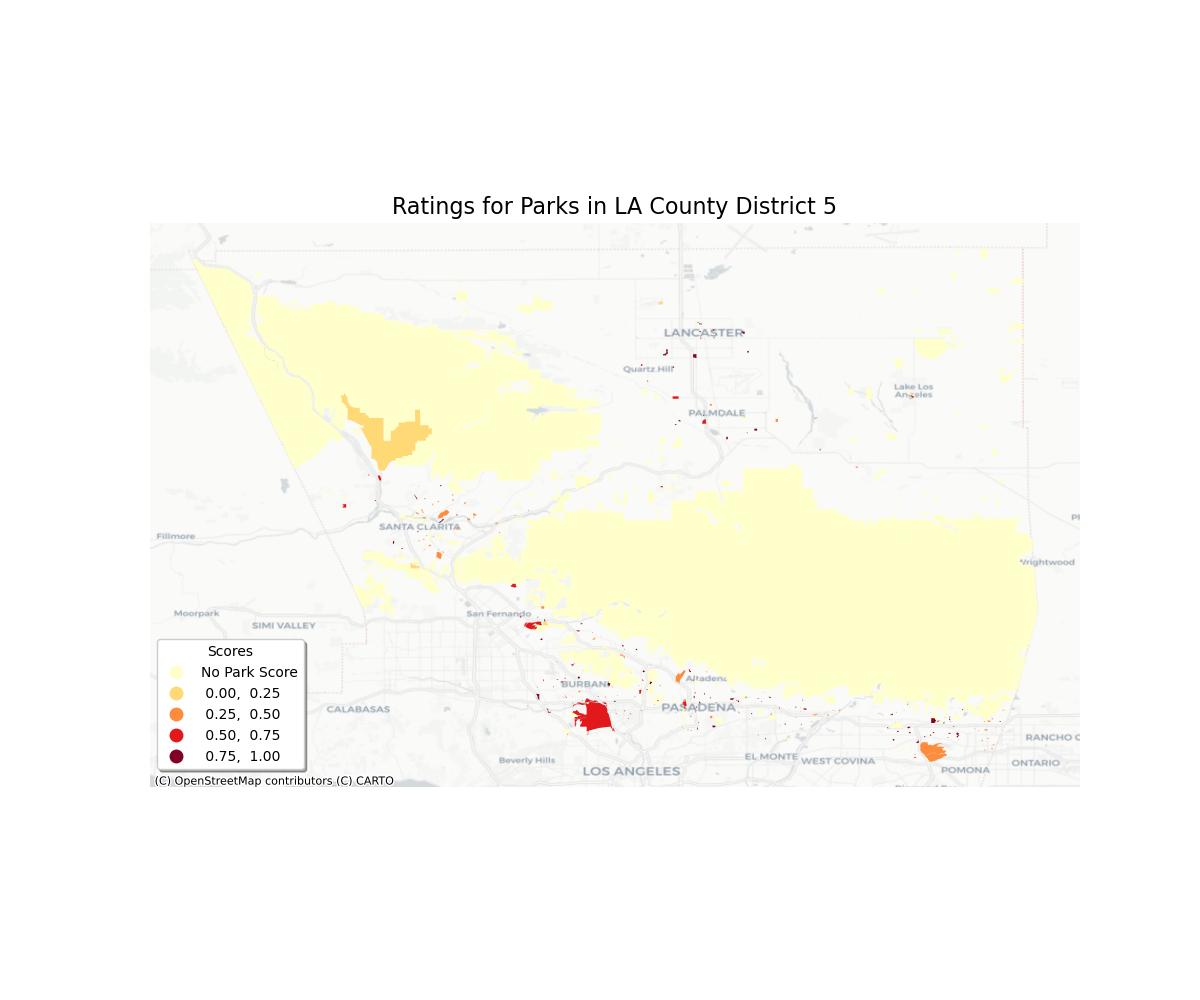 Ratings for Parks in LA County District 5
LANCASTER
Quartz Hill
Lake Los
Angeles
PALMDALE
SANTA CLARITA
Fillmore
Wrightwood
Moorpark
San Fernando
SIMI VALLEY
Altadena
BURBANK
CALABASAS
PASADENA
RANCHO C
Beverly Hills
EL MONTE
WEST COVINA
ONTARIO
LOS ANGELES
POMONA
Scores
No Park Score
0.00, 0.25
0.25, 0.50
0.50, 0.75
0.75, 1.00
(C) OpenStreetMap contributors (C) CARTO